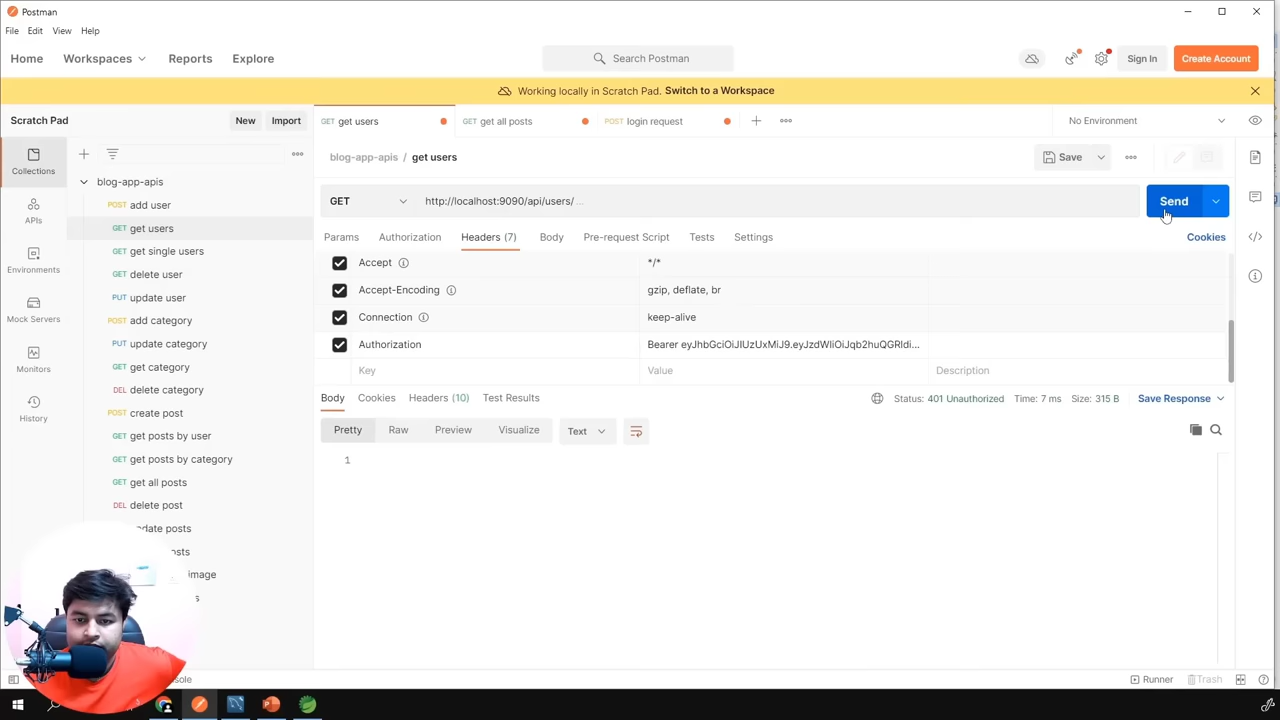 Postman
File Edit View Help
Home Workspaces Reports Explore Search Postman Sign In Create Account
Working locally in Scratch Pad. Switch to a Workspace
Scratch Pad New Import
GET get users GET get all posts POST login request No Environment
Collections
APIs
Environments
Mock Servers
Monitors
History
blog-app-apis
POST add user
GET get users
GET get single users
DEL delete user
PUT update user
POST add category
PUT update category
GET get category
DEL delete category
POST create post
GET get posts by user
GET get posts by category
GET get all posts
DEL delete post
posts
image
blog-app-apis / get users Save
GET http://localhost:9090/api/users/ ... Send
Params Authorization Headers (7) Body Pre-request Script Tests Settings Cookies
Accept */*
Accept-Encoding gzip, deflate, br
Connection keep-alive
Authorization Bearer eyJhbGciOiJIUzUxMiJ9.eyJzdWIiOiJqb2huQGRldi...
Key Value Description
Body Cookies Headers (10) Test Results Status: 401 Unauthorized Time: 7 ms Size: 315 B Save Response
Pretty Raw Preview Visualize Text
1
Runner Trash